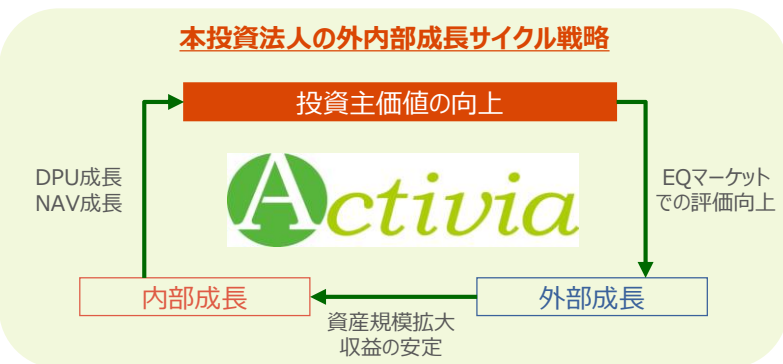 本投資法人の外内部成長サイクル戦略
投資主価値の向上
DPU成長
NAV成長
Activia
EQマーケット
での評価向上
内部成長
外部成長
資産規模拡大
収益の安定